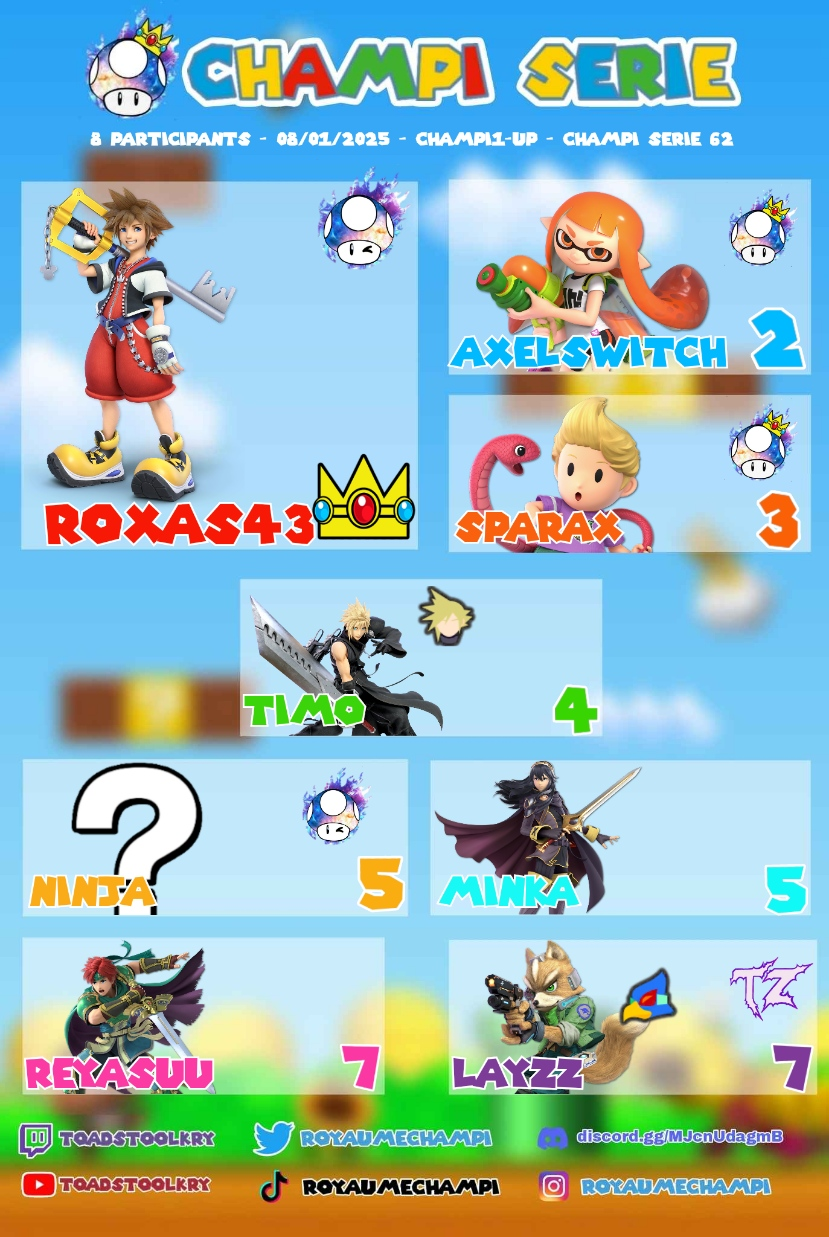 CHAMPI SERIE
8 PARTICIPANTS - 08/01/2025 - CHAMPI1-UP - CHAMPI SERIE 62
ROXAS43
AXELSWITCH 2
SPARAX 3
TIMO 4
NINJA 5
MINKA 5
REYASUU 7
TZ
LAYZZ 7
TOADSTOOLKRY
ROYAUMECHAMPI
discord.gg/MJcnUdagmB
TOADSTOOLKRY
ROYAUMECHAMPI
ROYAUMECHAMPI